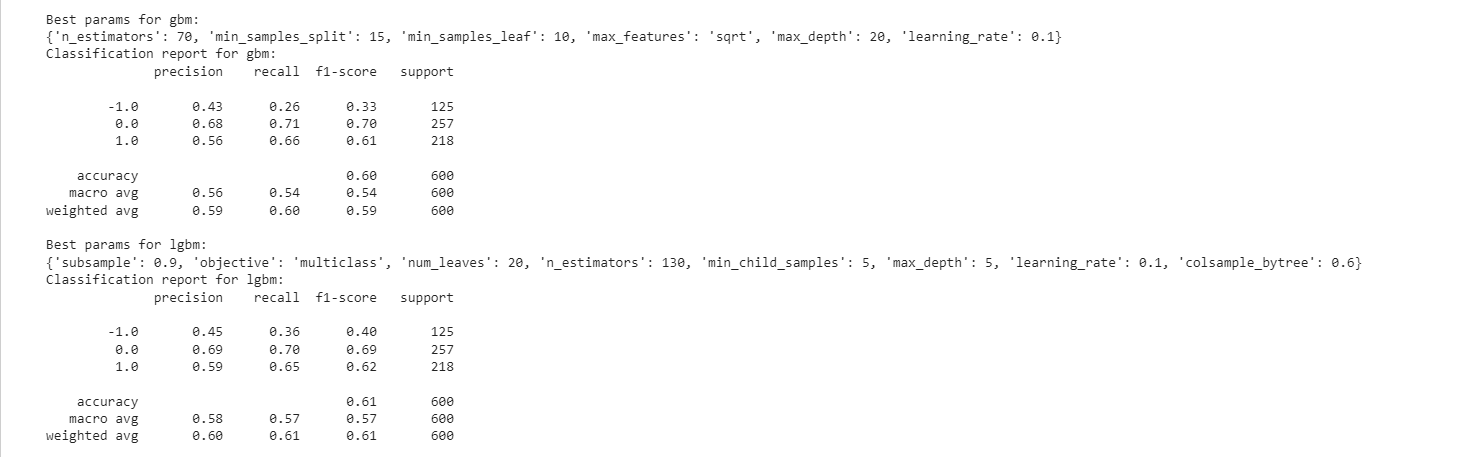 Best params for gbm:
{'n_estimators': 70, 'min_samples_split': 15, 'min_samples_leaf': 10, 'max_features': 'sqrt', 'max_depth': 20, 'learning_rate': 0.1}
Classification report for gbm:
precision recall f1-score support
-1.0 0.43 0.26 0.33 125
0.0 0.68 0.71 0.70 257
1.0 0.56 0.66 0.61 218
accuracy 0.60 600
macro avg 0.56 0.54 0.54 600
weighted avg 0.59 0.60 0.59 600
Best params for lgbm:
{'subsample': 0.9, 'objective': 'multiclass', 'num_leaves': 20, 'n_estimators': 130, 'min_child_samples': 5, 'max_depth': 5, 'learning_rate': 0.1, 'colsample_bytree': 0.6}
Classification report for lgbm:
precision recall f1-score support
-1.0 0.45 0.36 0.40 125
0.0 0.69 0.70 0.69 257
1.0 0.59 0.65 0.62 218
accuracy 0.61 600
macro avg 0.58 0.57 0.57 600
weighted avg 0.60 0.61 0.61 600